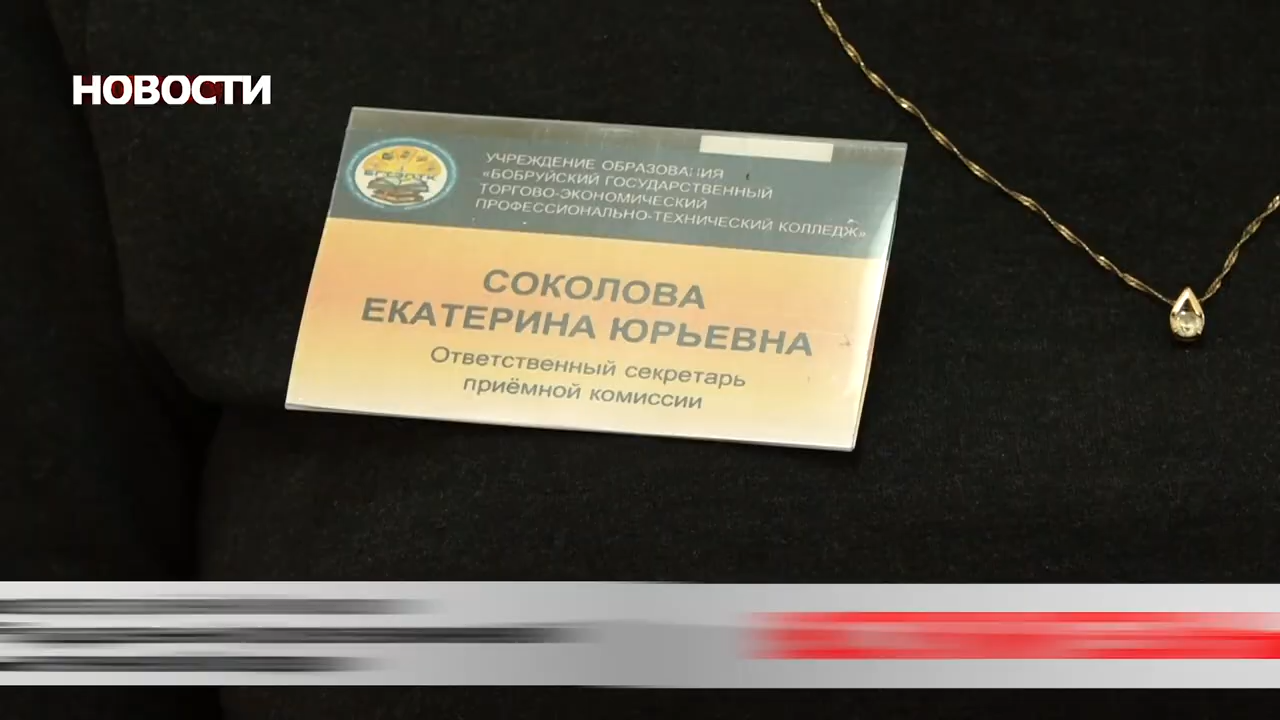 НОВОСТИ
УЧРЕЖДЕНИЕ ОБРАЗОВАНИЯ
«БОБРУЙСКИЙ ГОСУДАРСТВЕННЫЙ
ТОРГОВО-ЭКОНОМИЧЕСКИЙ
ПРОФЕССИОНАЛЬНО-ТЕХНИЧЕСКИЙ КОЛЛЕДЖ»
СОКОЛОВА
ЕКАТЕРИНА ЮРЬЕВНА
Ответственный секретарь
приёмной комиссии